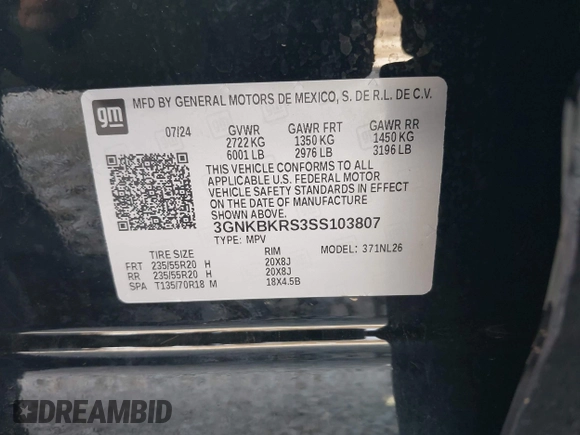 gm
MFD BY GENERAL MOTORS DE MEXICO, S. DE R.L. DE C.V.
07/24 GVWR GAWR FRT GAWR RR
2722 KG 1350 KG 1450 KG
6001 LB 2976 LB 3196 LB
THIS VEHICLE CONFORMS TO ALL
APPLICABLE U.S. FEDERAL MOTOR
VEHICLE SAFETY STANDARDS IN EFFECT
ON THE DATE OF MANUFACTURE
SHOWN ABOVE.
3GNKBKRS3SS103807
TYPE: MPV MODEL: 371NL26
TIRE SIZE RIM
FRT 235/55R20 H 20X8J
RR 235/55R20 H 20X8J
SPA T135/70R18 M 18X4.5B
DREAMBID